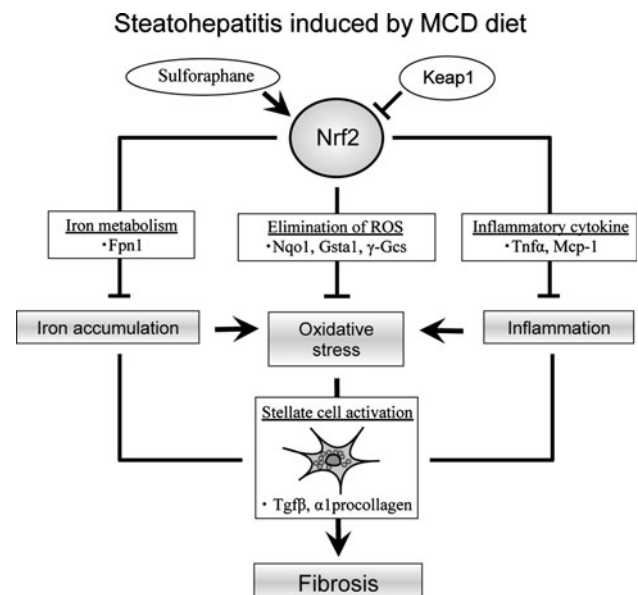 Steatohepatitis induced by MCD diet
Sulforaphane
Keap1
Nrf2
Iron metabolism
・Fpn1
Elimination of ROS
・Nqo1, Gsta1, γ-Gcs
Inflammatory cytokine
・Tnfα, Mcp-1
Iron accumulation
Oxidative
stress
Inflammation
Stellate cell activation
・Tgfβ, α1procollagen
Fibrosis